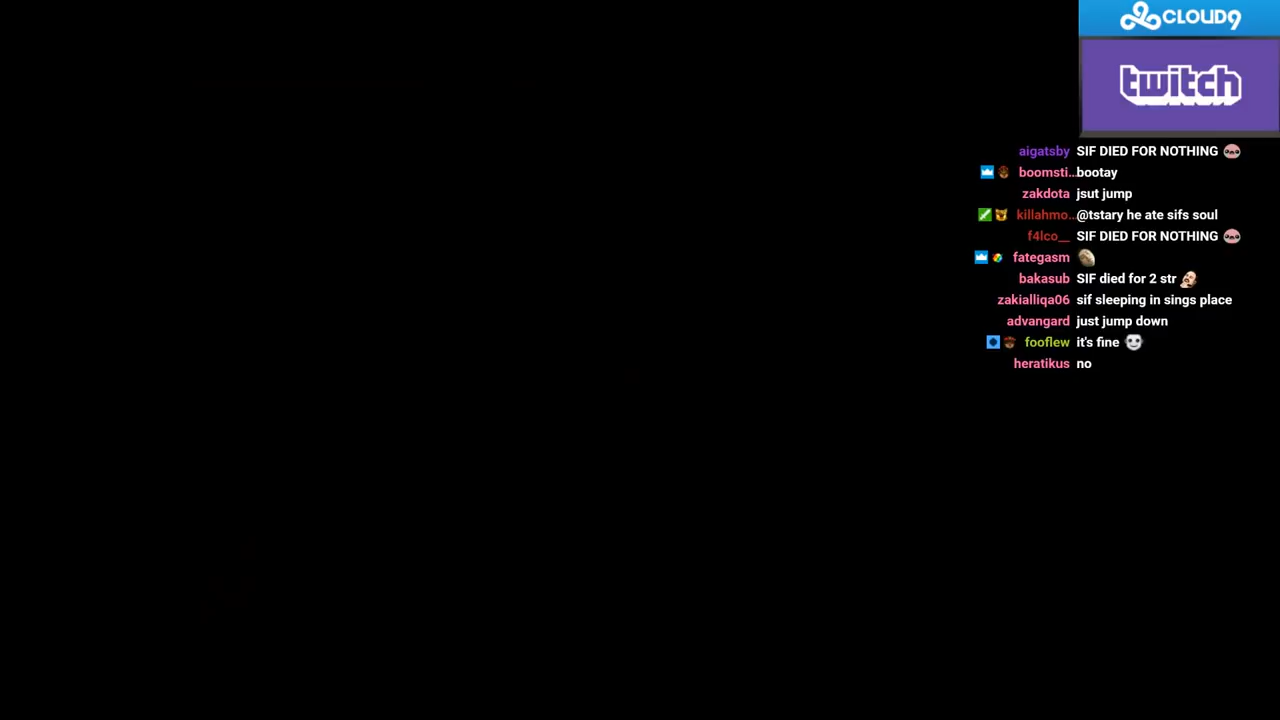 CLOUD9
twitch
aigatsby SIF DIED FOR NOTHING
boomsti... bootay
zakdota jsut jump
killahmo... @tstary he ate sifs soul
f4lco__ SIF DIED FOR NOTHING
fategasm
bakasub SIF died for 2 str
zakialliqa06 sif sleeping in sings place
advangard just jump down
fooflew it's fine
heratikus no